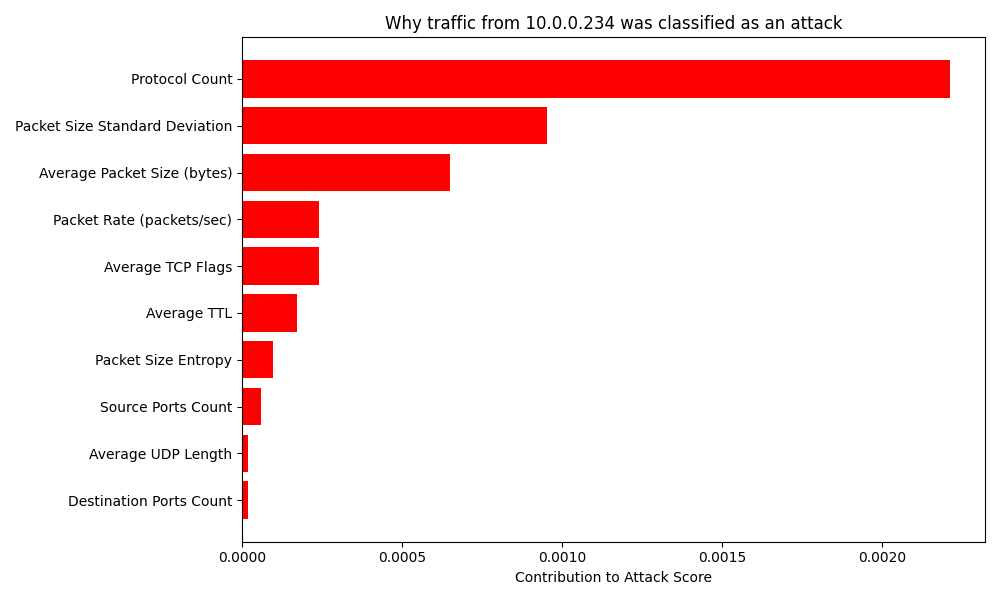 Why traffic from 10.0.0.234 was classified as an attack
Protocol Count
Packet Size Standard Deviation
Average Packet Size (bytes)
Packet Rate (packets/sec)
Average TCP Flags
Average TTL
Packet Size Entropy
Source Ports Count
Average UDP Length
Destination Ports Count
0.0000 0.0005 0.0010 0.0015 0.0020
Contribution to Attack Score